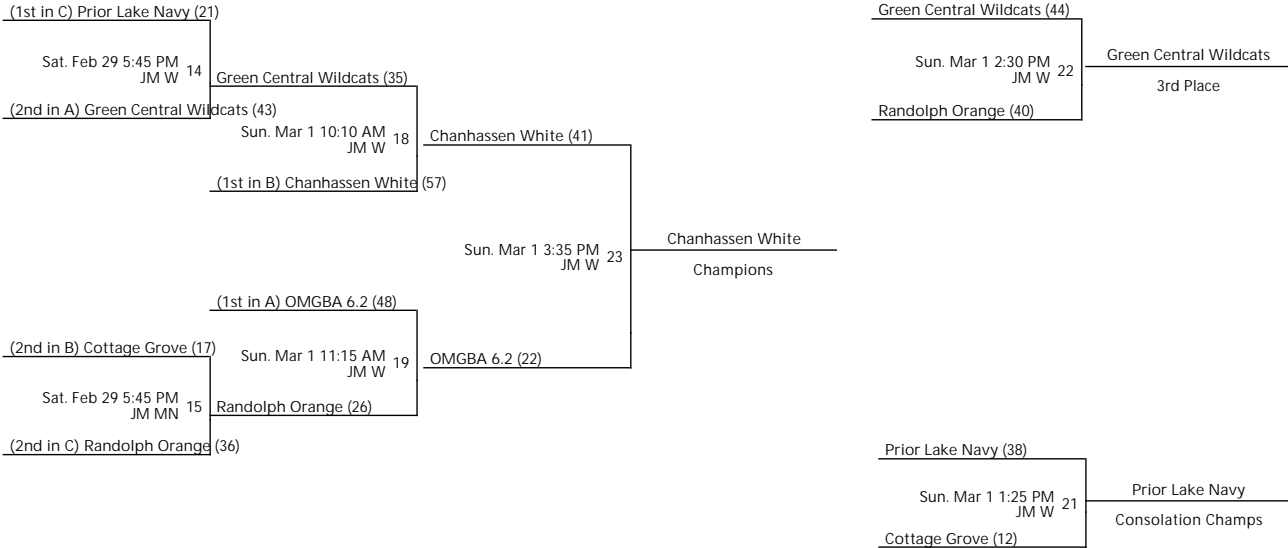 (1st in C) Prior Lake Navy (21)
Sat. Feb 29 5:45 PM
JM W
14
(2nd in A) Green Central Wildcats (43)
Green Central Wildcats (35)
Sun. Mar 1 10:10 AM
JM W
18
(1st in B) Chanhassen White (57)
Chanhassen White (41)
Sun. Mar 1 3:35 PM
JM W
23
Chanhassen White
Champions
(1st in A) OMGBA 6.2 (48)
(2nd in B) Cottage Grove (17)
Sun. Mar 1 11:15 AM
JM W
19
OMGBA 6.2 (22)
Sat. Feb 29 5:45 PM
JM MN
15
Randolph Orange (26)
(2nd in C) Randolph Orange (36)
Green Central Wildcats (44)
Sun. Mar 1 2:30 PM
JM W
22
Green Central Wildcats
3rd Place
Randolph Orange (40)
Prior Lake Navy (38)
Sun. Mar 1 1:25 PM
JM W
21
Prior Lake Navy
Consolation Champs
Cottage Grove (12)